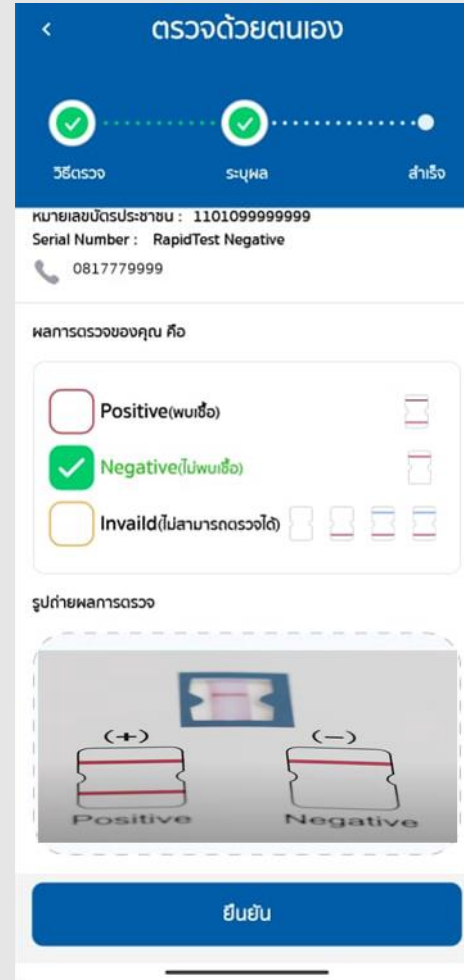 ตรวจด้วยตนเอง
วิธีตรวจ ระบุผล สำเร็จ
หมายเลขบัตรประชาชน : 1101099999999
Serial Number : RapidTest Negative
0817779999
ผลการตรวจของคุณ คือ
Positive(พบเชื้อ)
Negative(ไม่พบเชื้อ)
Invaild(ไม่สามารถตรวจได้)
รูปถ่ายผลการตรวจ
(+) (-)
Positive Negative
ยืนยัน